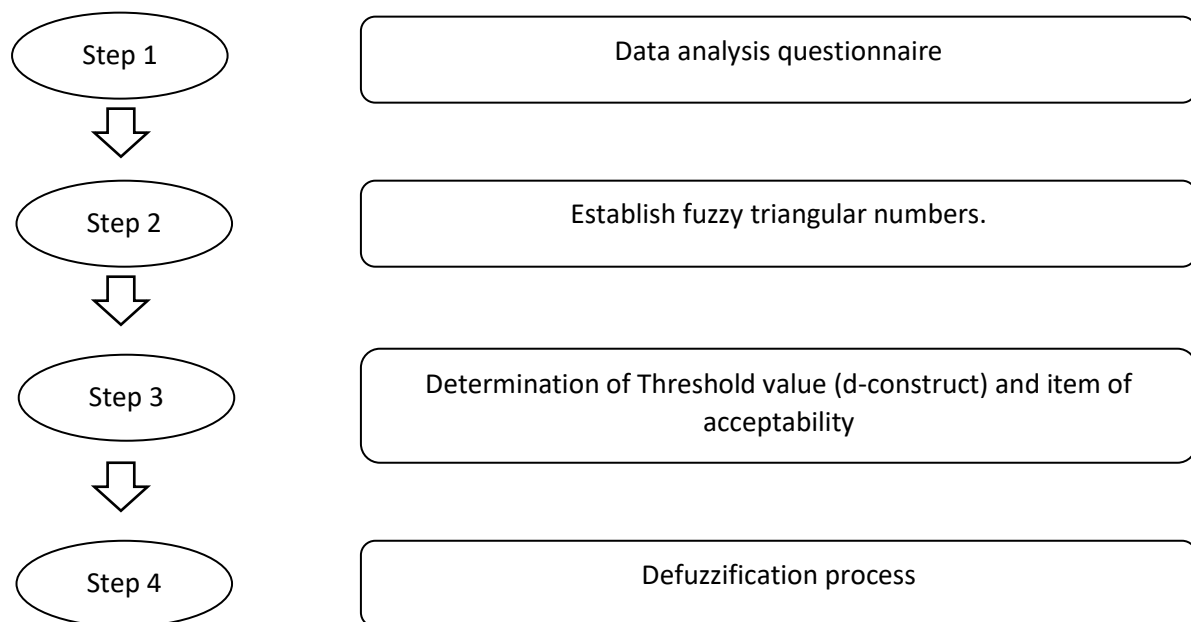 Step 1
Data analysis questionnaire
Step 2
Establish fuzzy triangular numbers.
Step 3
Determination of Threshold value (d-construct) and item of
acceptability
Step 4
Defuzzification process